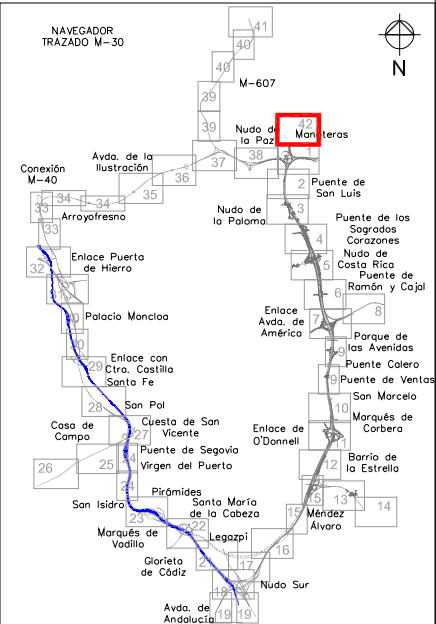 NAVEGADOR
TRAZADO M-30
N
41
40
40
M-607
39
39
42
Nudo de
la Paz
Manoteras
1
38
37
Avda. de la
Ilustración
36
35
34
34
Conexión
M-40
33
33
Arroyofresno
2
Puente de
San Luis
Nudo de
la Paloma
3
Puente de los
Sagrados
Corazones
4
Nudo de
Costa Rica
5
Puente de
Ramón y Cajal
6
Enlace
Avda. de
América
7
8
Parque de
las Avenidas
9
Puente Calero
9
Puente de Ventas
San Marcelo
10
Marqués de
Corbera
Enlace de
O'Donnell
11
Barrio de
la Estrella
12
13
14
15
15
Méndez
Álvaro
16
17
Nudo Sur
18
19
19
Avda. de
Andalucía
Enlace Puerta
de Hierro
32
Palacio Moncloa
Enlace con
Ctra. Castilla
29
Santa Fe
28
San Pol
Casa de
Campo
Cuesta de San
Vicente
27
26
25
24
Puente de Segovia
Virgen del Puerto
24
Pirámides
San Isidro
23
Santa María
de la Cabeza
22
Marqués de
Vadillo
Legazpi
Glorieta
de Cádiz